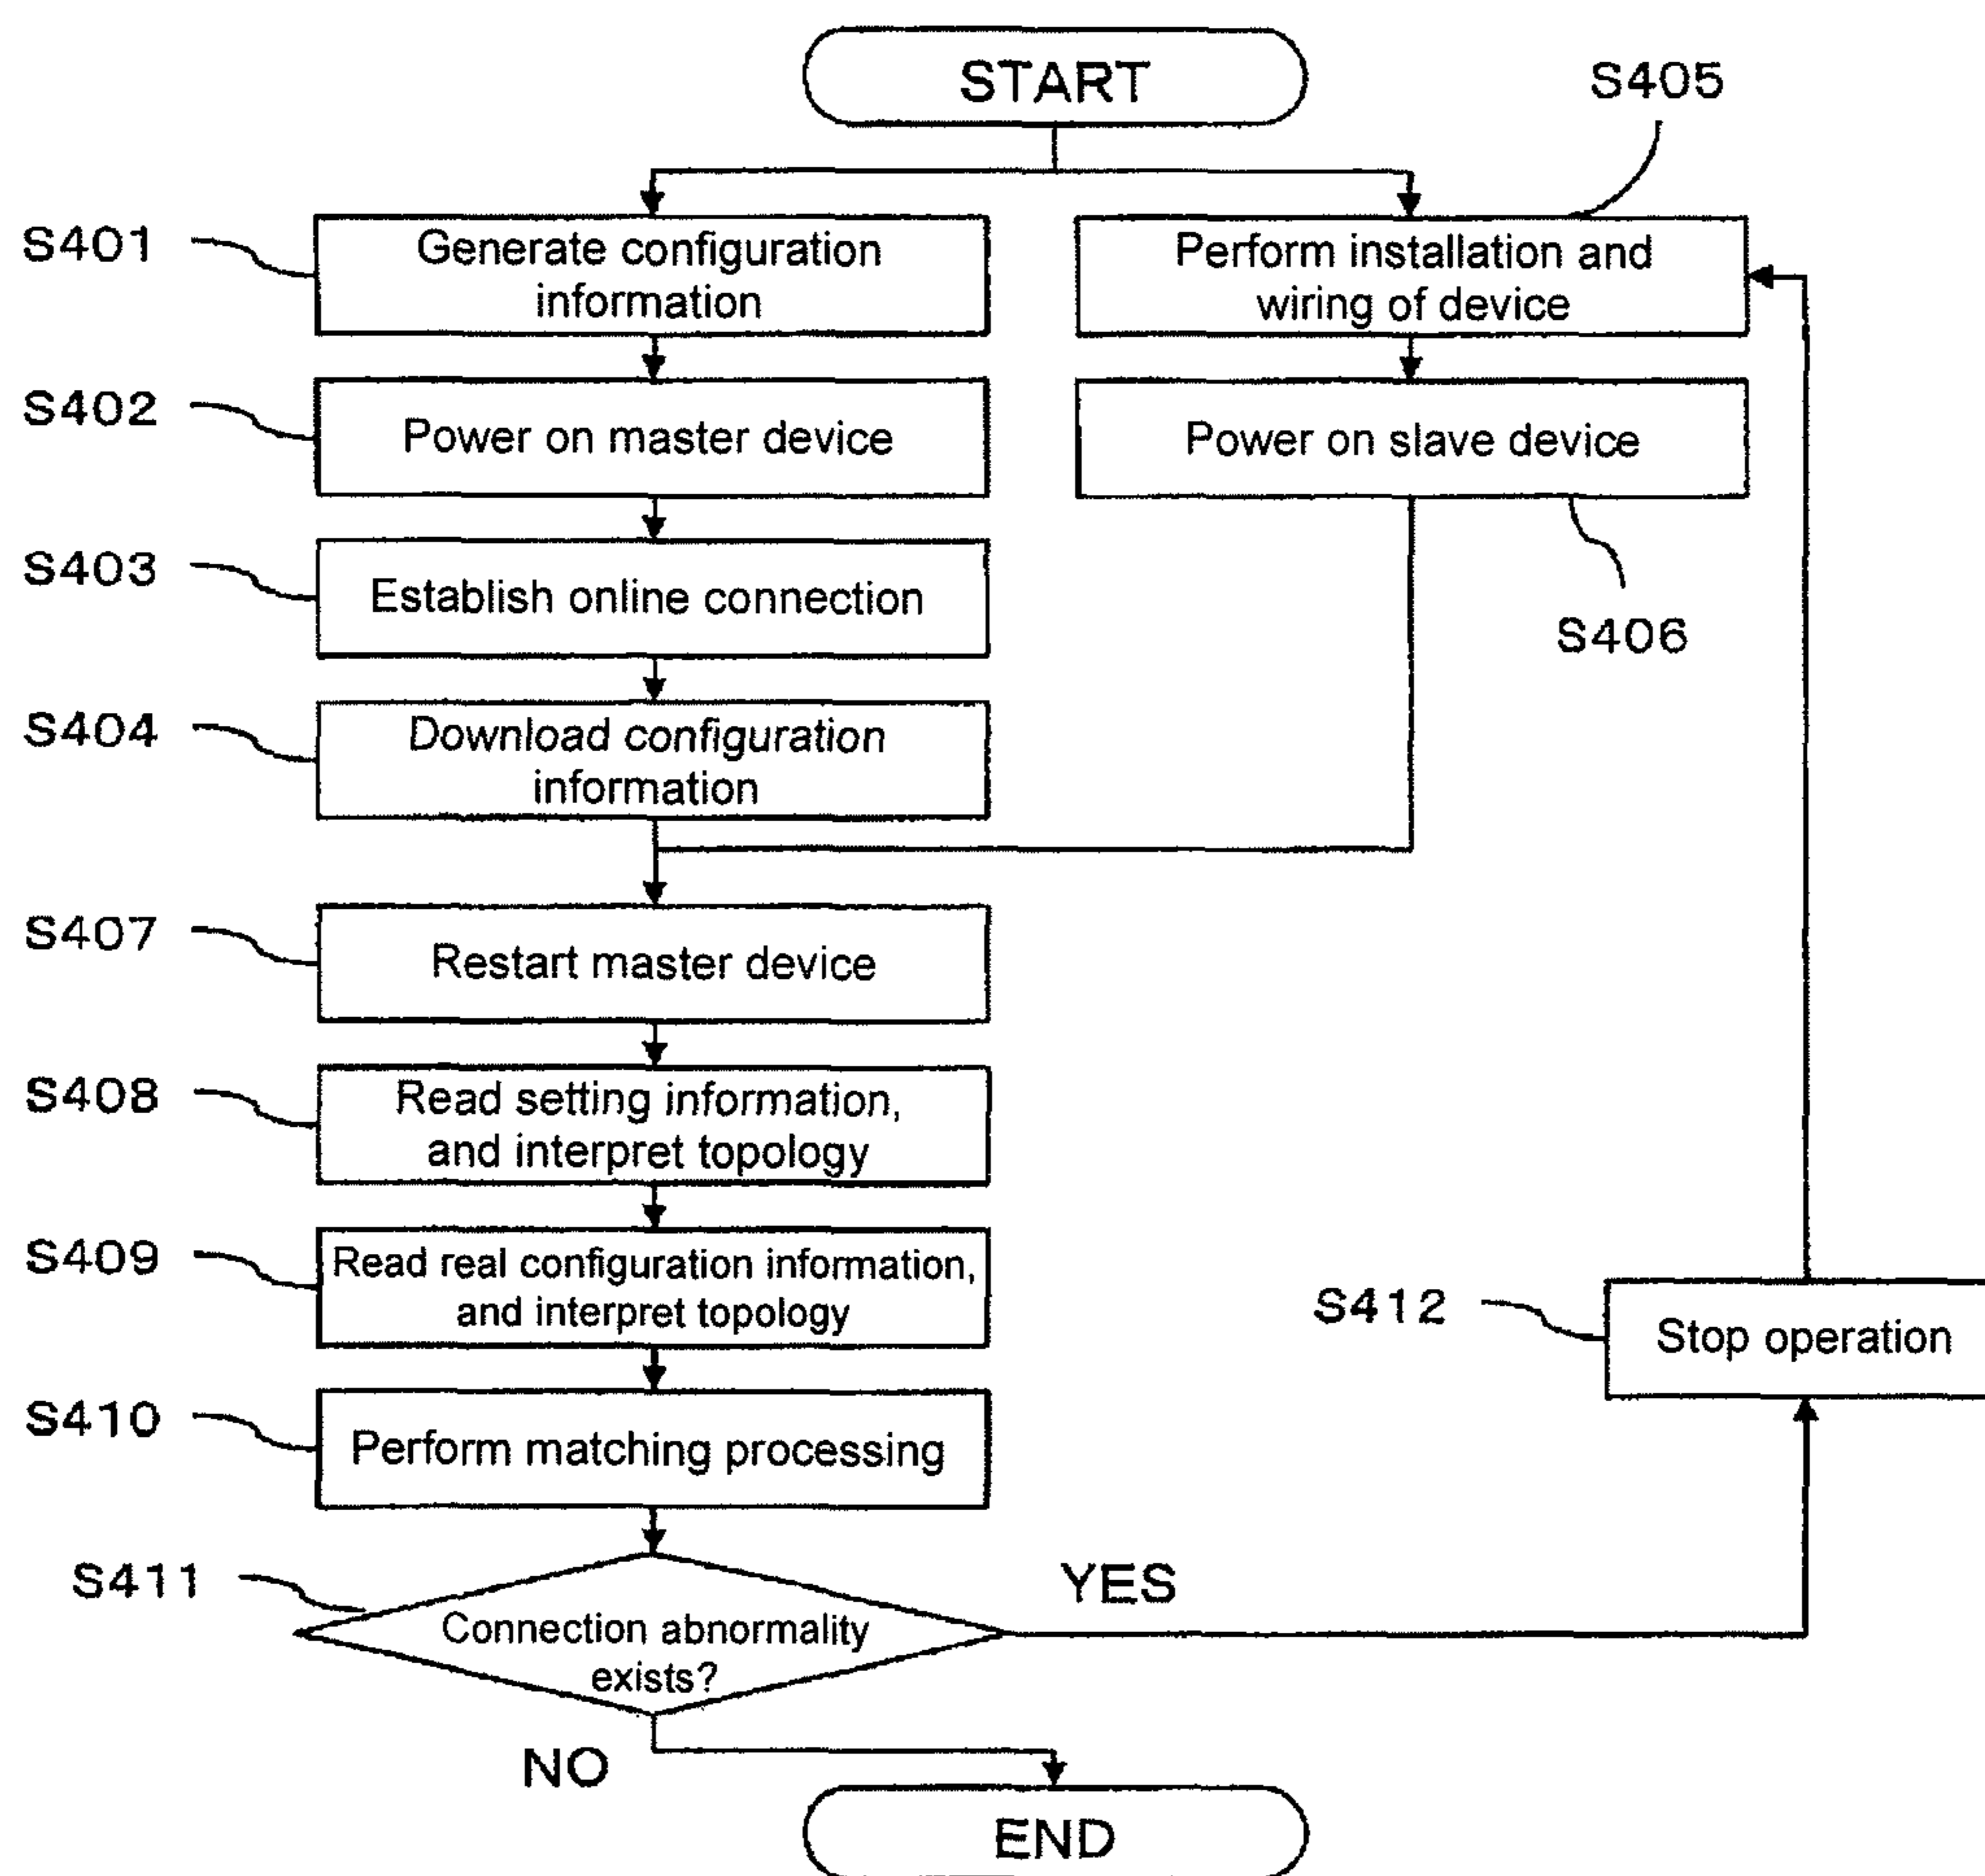 START
S405
S401
Generate configuration
information
Perform installation and
wiring of device
S402
Power on master device
Power on slave device
S403
Establish online connection
S406
S404
Download configuration
information
S407
Restart master device
S408
Read setting information,
and interpret topology
S409
Read real configuration information,
and interpret topology
S412
Stop operation
S410
Perform matching processing
S411
Connection abnormality
exists?
YES
NO
END